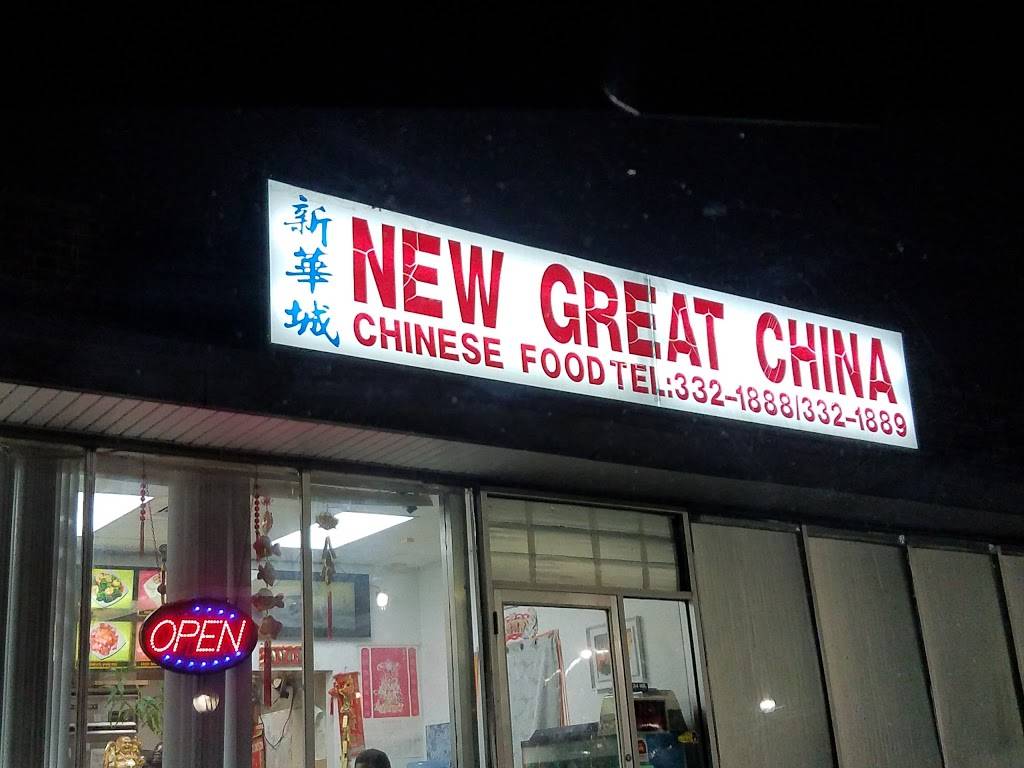 新華城
NEW GREAT CHINA
CHINESE FOOD TEL:332-1888/332-1889
OPEN